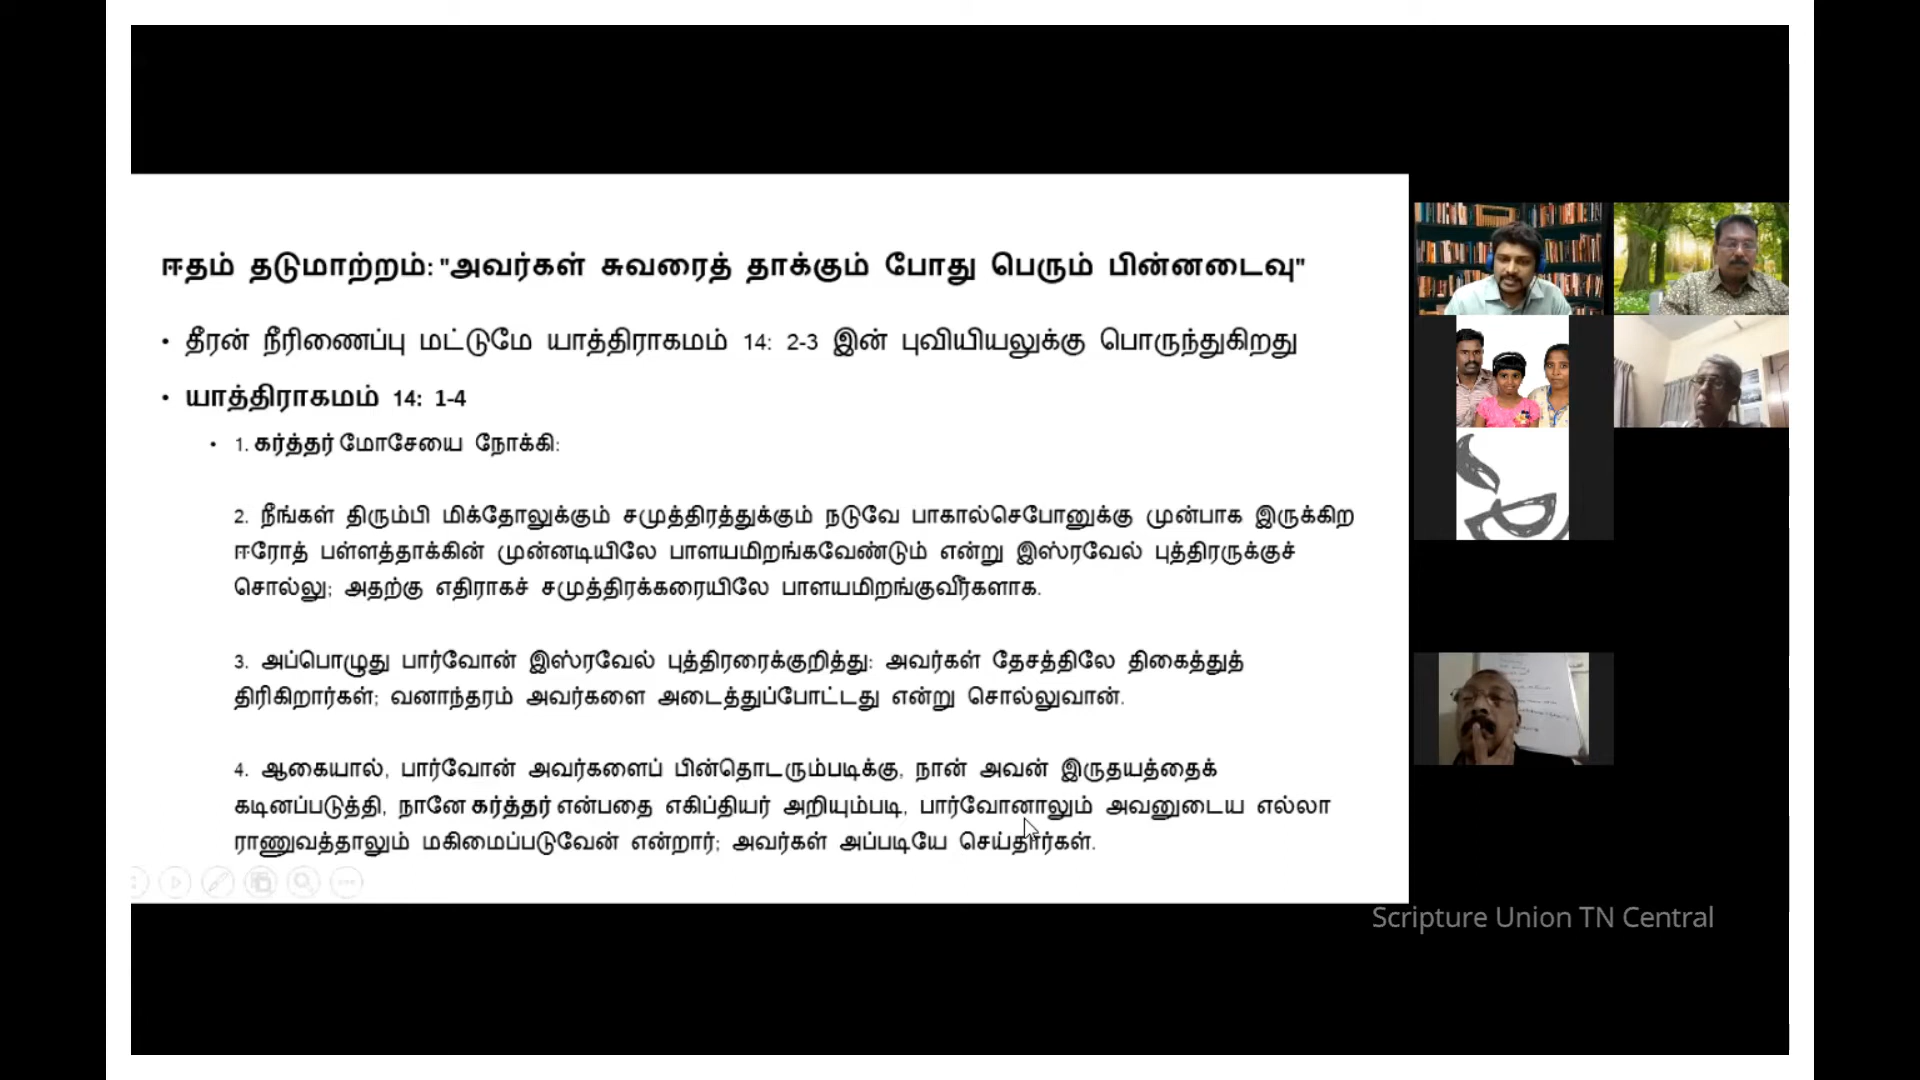 ஈதம் தடுமாற்றம்: "அவர்கள் சுவரைத் தாக்கும் போது பெரும் பின்னடைவு"
• தீரன் நீரிணைப்பு மட்டுமே யாத்திராகமம் 14: 2-3 இன் புவியியலுக்கு பொருந்துகிறது
• யாத்திராகமம் 14: 1-4
• 1. கர்த்தர் மோசேயை நோக்கி:
2. நீங்கள் திரும்பி மிக்தோலுக்கும் சமுத்திரத்துக்கும் நடுவே பாகால்செபோனுக்கு முன்பாக இருக்கிற
ஈரோத் பள்ளத்தாக்கின் முன்னடியிலே பாளயமிறங்கவேண்டும் என்று இஸ்ரவேல் புத்திரருக்குச்
சொல்லு; அதற்கு எதிராகச் சமுத்திரக்கரையிலே பாளயமிறங்குவீர்களாக.
3. அப்பொழுது பார்வோன் இஸ்ரவேல் புத்திரரைக்குறித்து: அவர்கள் தேசத்திலே திகைத்துத்
திரிகிறார்கள்; வனாந்தரம் அவர்களை அடைத்துப்போட்டது என்று சொல்லுவான்.
4. ஆகையால், பார்வோன் அவர்களைப் பின்தொடரும்படிக்கு, நான் அவன் இருதயத்தைக்
கடினப்படுத்தி, நானே கர்த்தர் என்பதை எகிப்தியர் அறியும்படி, பார்வோனாலும் அவனுடைய எல்லா
ராணுவத்தாலும் மகிமைப்படுவேன் என்றார்; அவர்கள் அப்படியே செய்தார்கள்.
Scripture Union TN Central